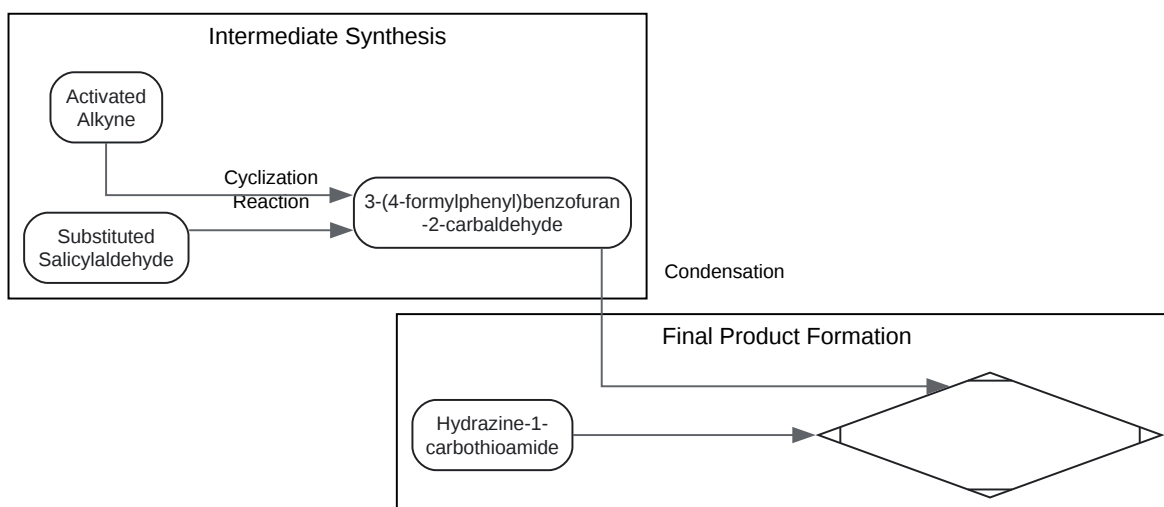 Intermediate Synthesis
Activated
Alkyne
Cyclization
Reaction
3-(4-formylphenyl)benzofuran
-2-carbaldehyde
Substituted
Salicylaldehyde
Condensation
Final Product Formation
Hydrazine-1-
carbothioamide